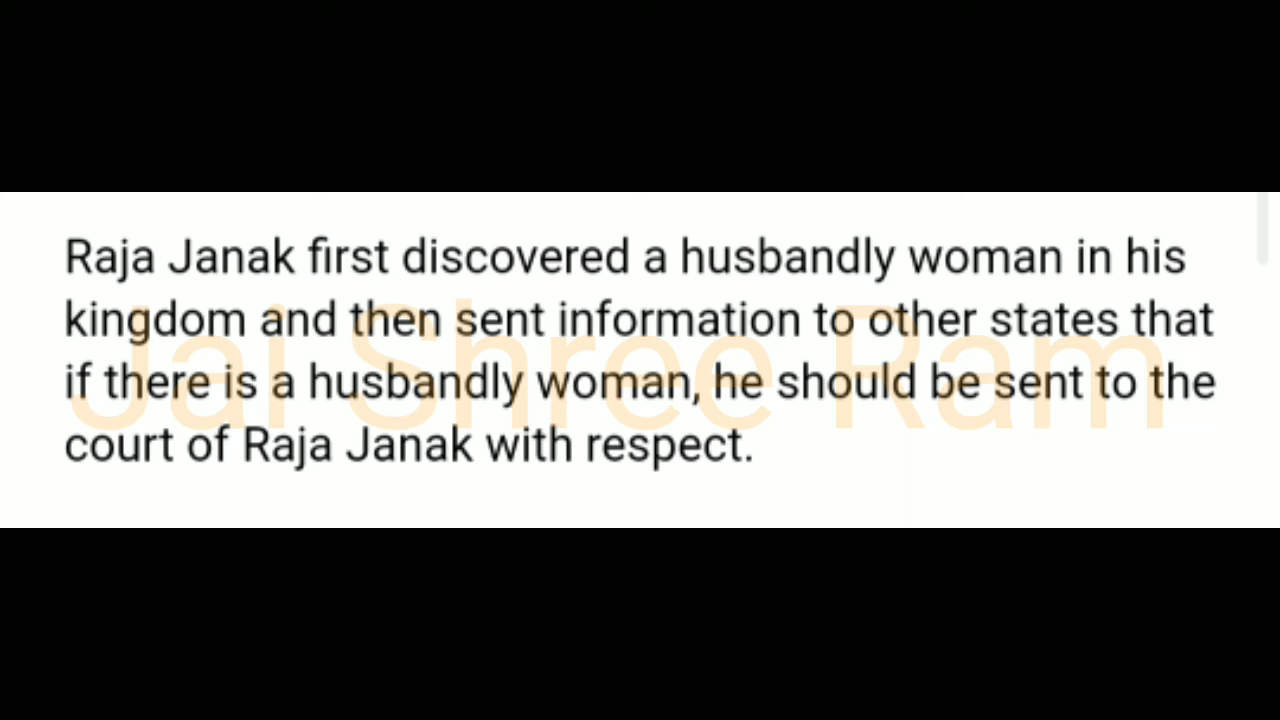 Raja Janak first discovered a husbandly woman in his
kingdom and then sent information to other states that
if there is a husbandly woman, he should be sent to the
court of Raja Janak with respect.
Jai Shree Ram